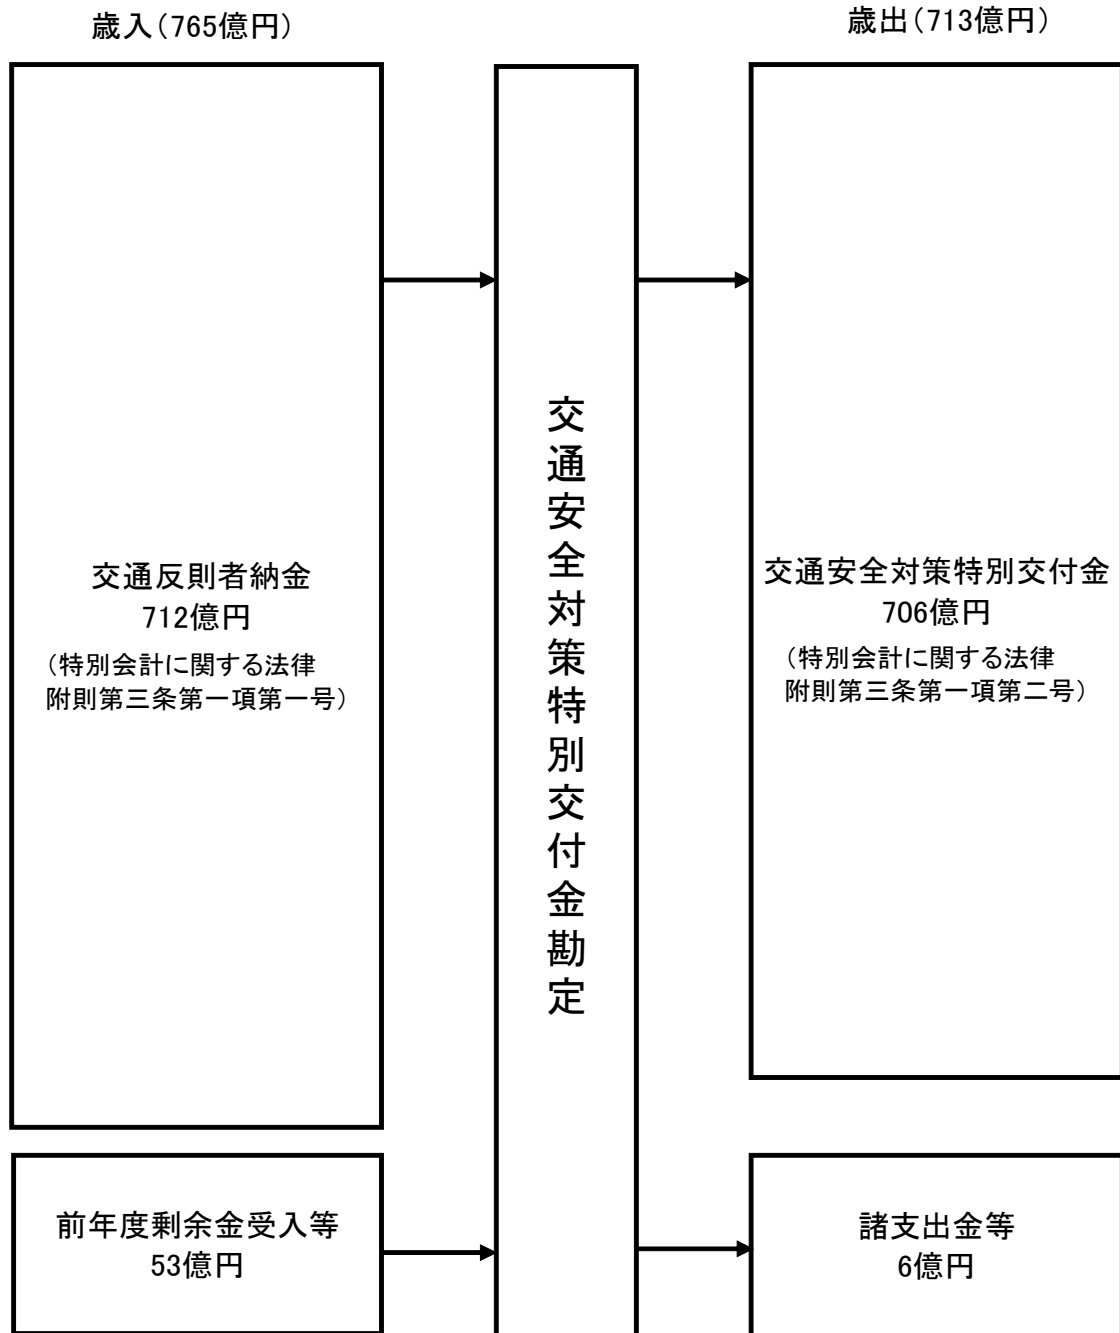 歳入(765億円)
歳出(713億円)
交通反則者納金
712億円
(特別会計に関する法律
附則第三条第一項第一号)
前年度剰余金受入等
53億円
交通安全対策特別交付金勘定
交通安全対策特別交付金
706億円
(特別会計に関する法律
附則第三条第一項第二号)
諸支出金等
6億円